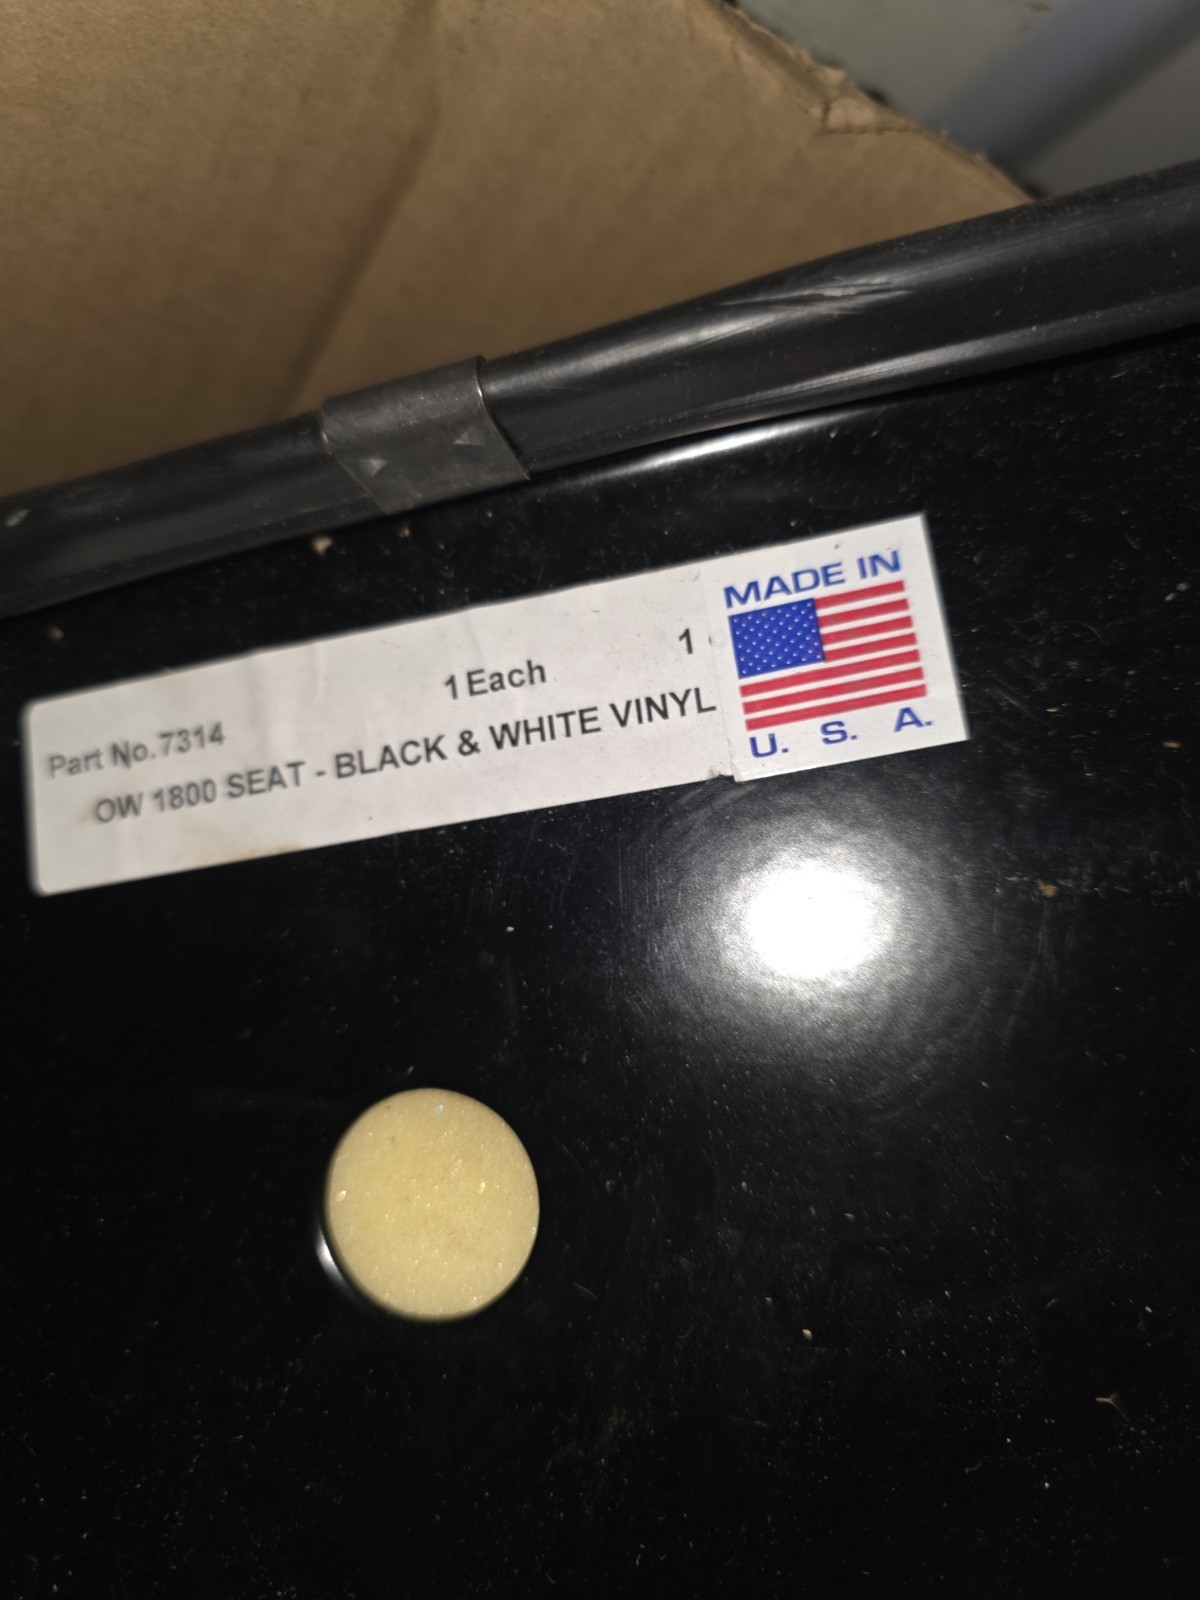 Part No.7314
1 Each
1
OW 1800 SEAT - BLACK & WHITE VINYL
MADE IN
U. S. A.